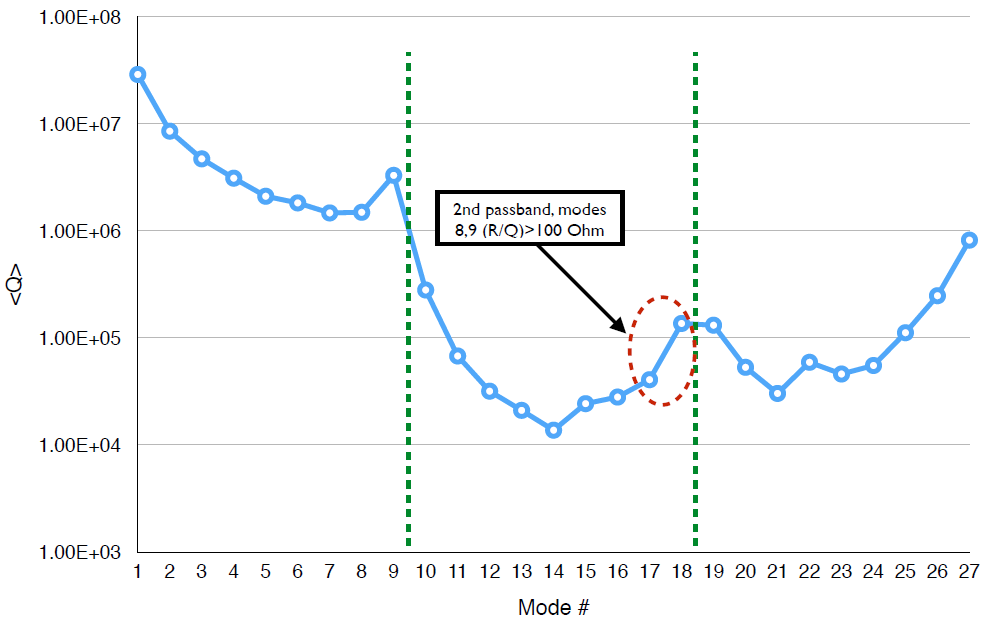 1.00E+08
1.00E+07
1.00E+06
1.00E+05
1.00E+04
1.00E+03
<Q>
2nd passband, modes
8,9 (R/Q)>100 Ohm
1 2 3 4 5 6 7 8 9 10 11 12 13 14 15 16 17 18 19 20 21 22 23 24 25 26 27
Mode #